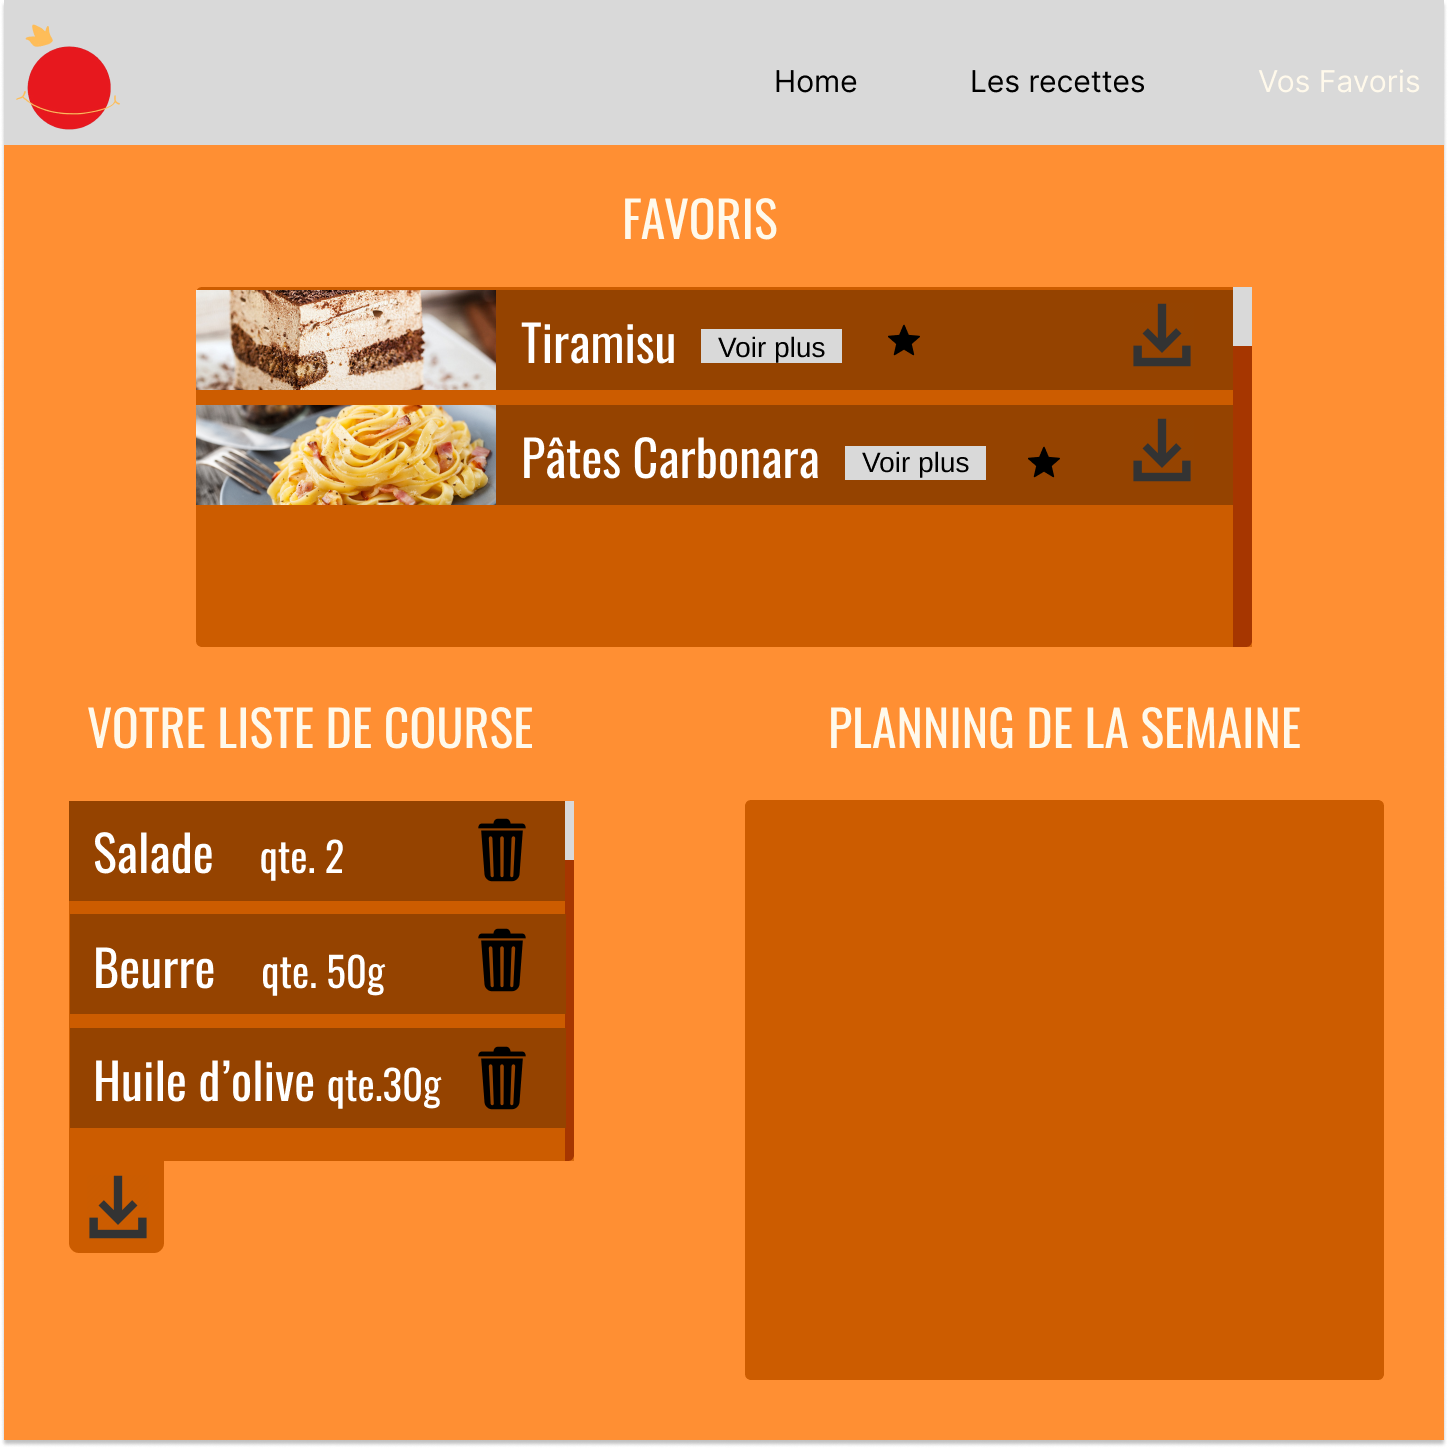 Home Les recettes Vos Favoris
FAVORIS
Tiramisu Voir plus
Pâtes Carbonara Voir plus
VOTRE LISTE DE COURSE
Salade qte. 2
Beurre qte. 50g
Huile d’olive qte.30g
PLANNING DE LA SEMAINE